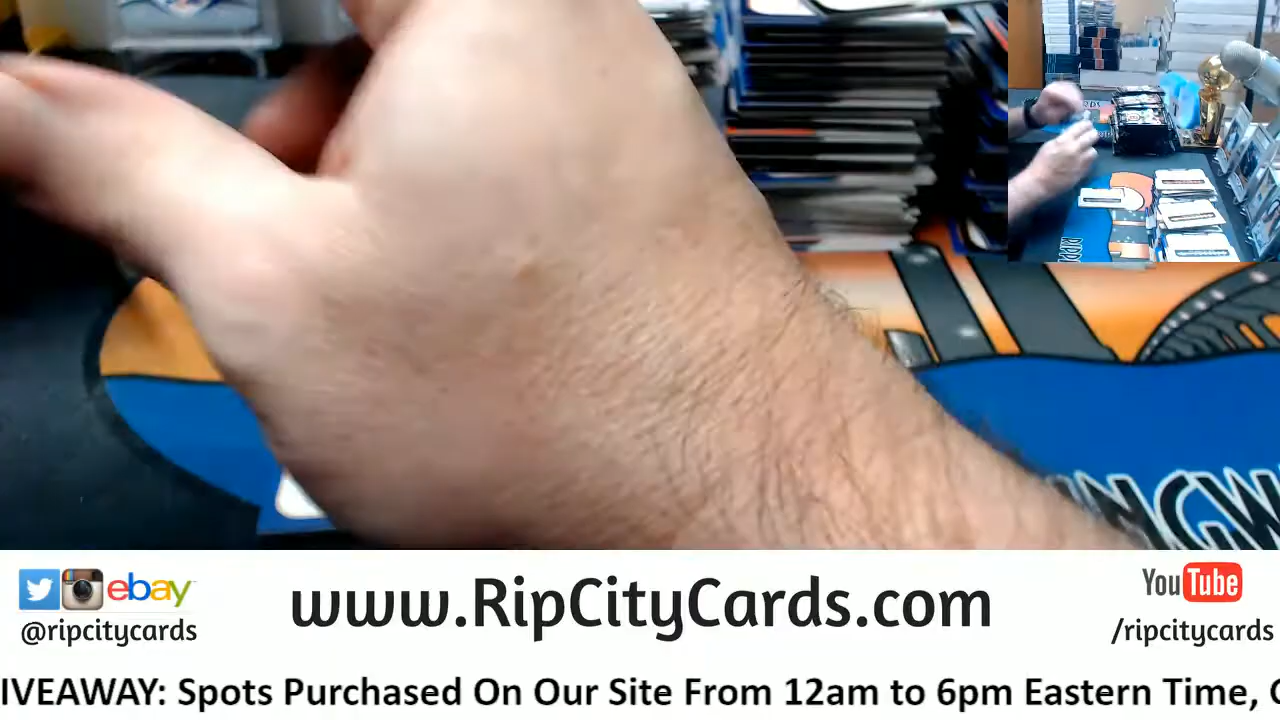 INGW
ebay
@ripcitycards
www.RipCityCards.com
YouTube
/ripcitycards
IVEAWAY: Spots Purchased On Our Site From 12am to 6pm Eastern Time,